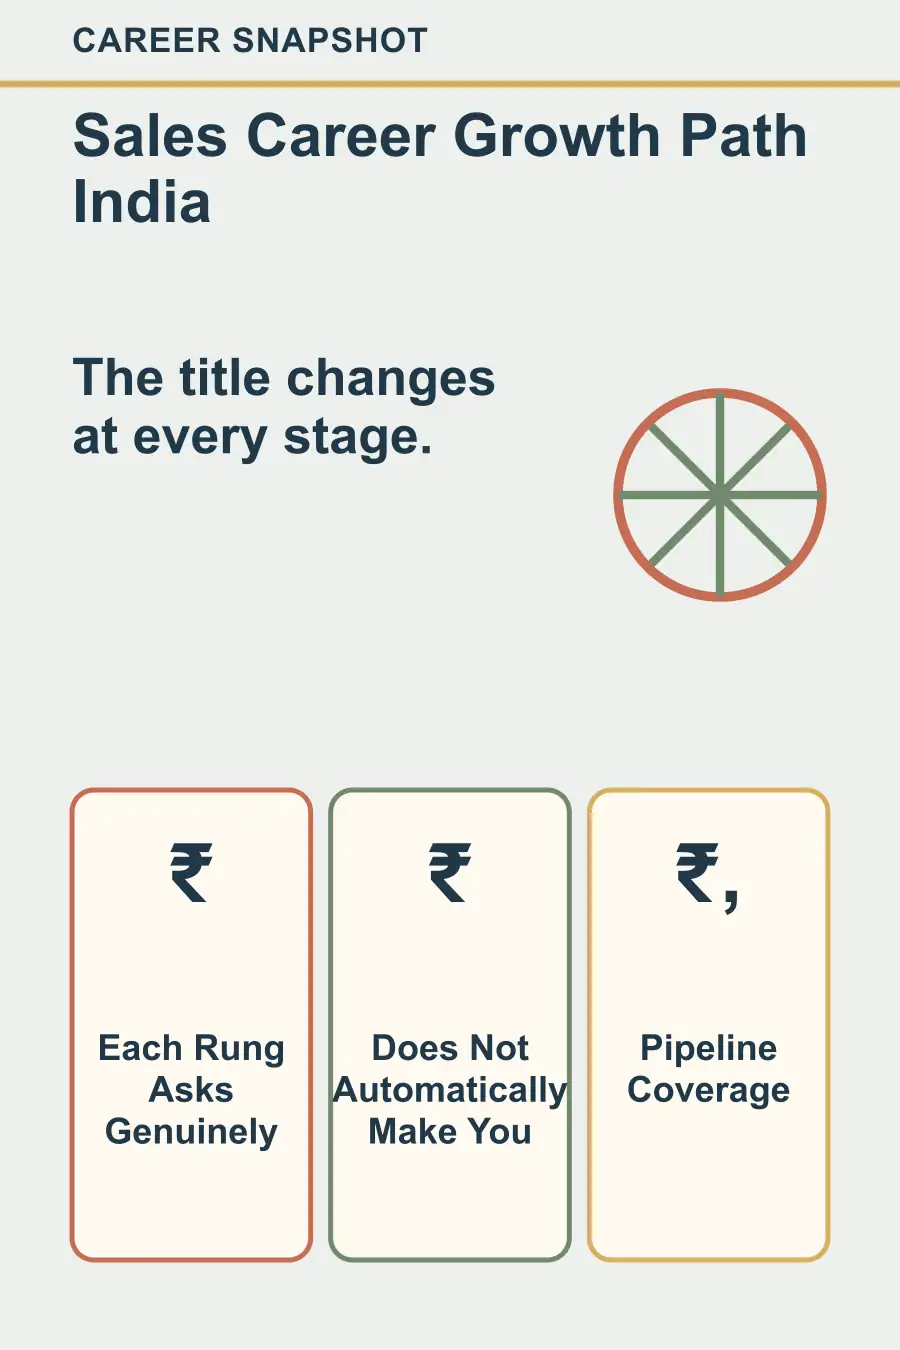 CAREER SNAPSHOT
Sales Career Growth Path
India
The title changes
at every stage.
₹
Each Rung
Asks
Genuinely
₹
Does Not
Automatically
Make You
₹,
Pipeline
Coverage